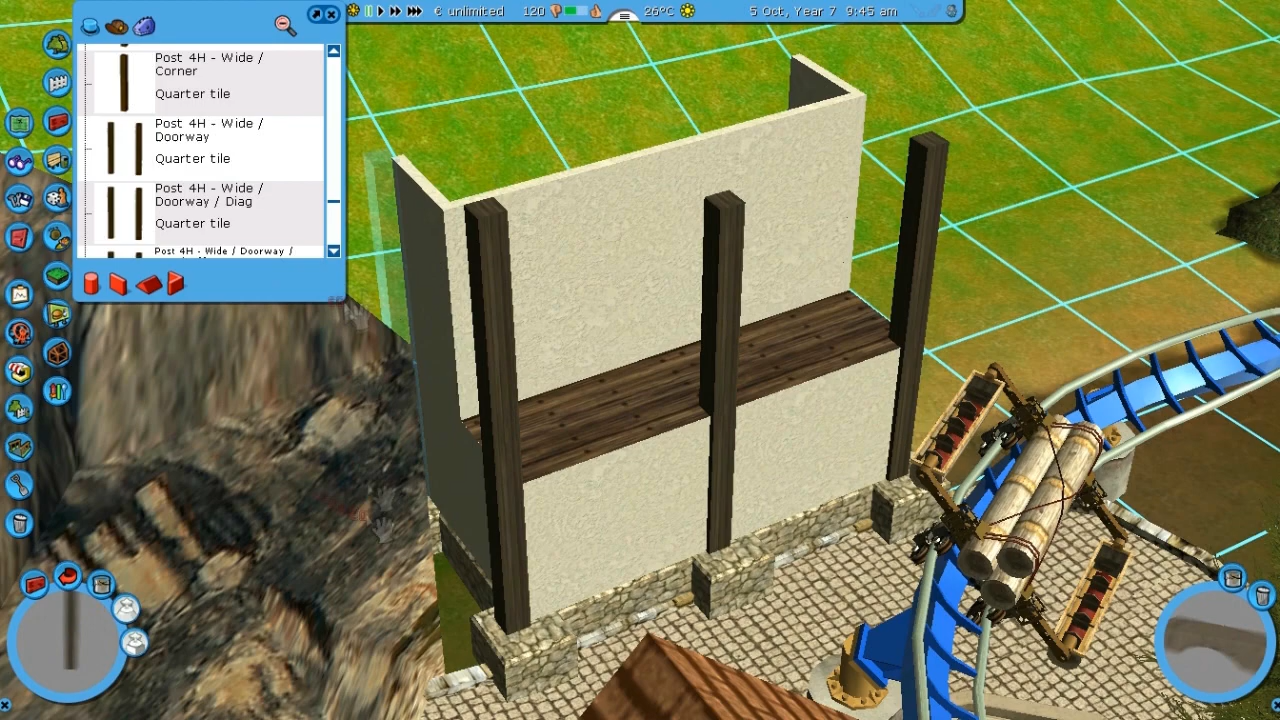 € unlimited 120 26°C 5 Oct, Year 7 9:45 am
Post 4H - Wide /
Corner
Quarter tile
Post 4H - Wide /
Doorway
Quarter tile
Post 4H - Wide /
Doorway / Diag
Quarter tile
Post 4H - Wide / Doorway /